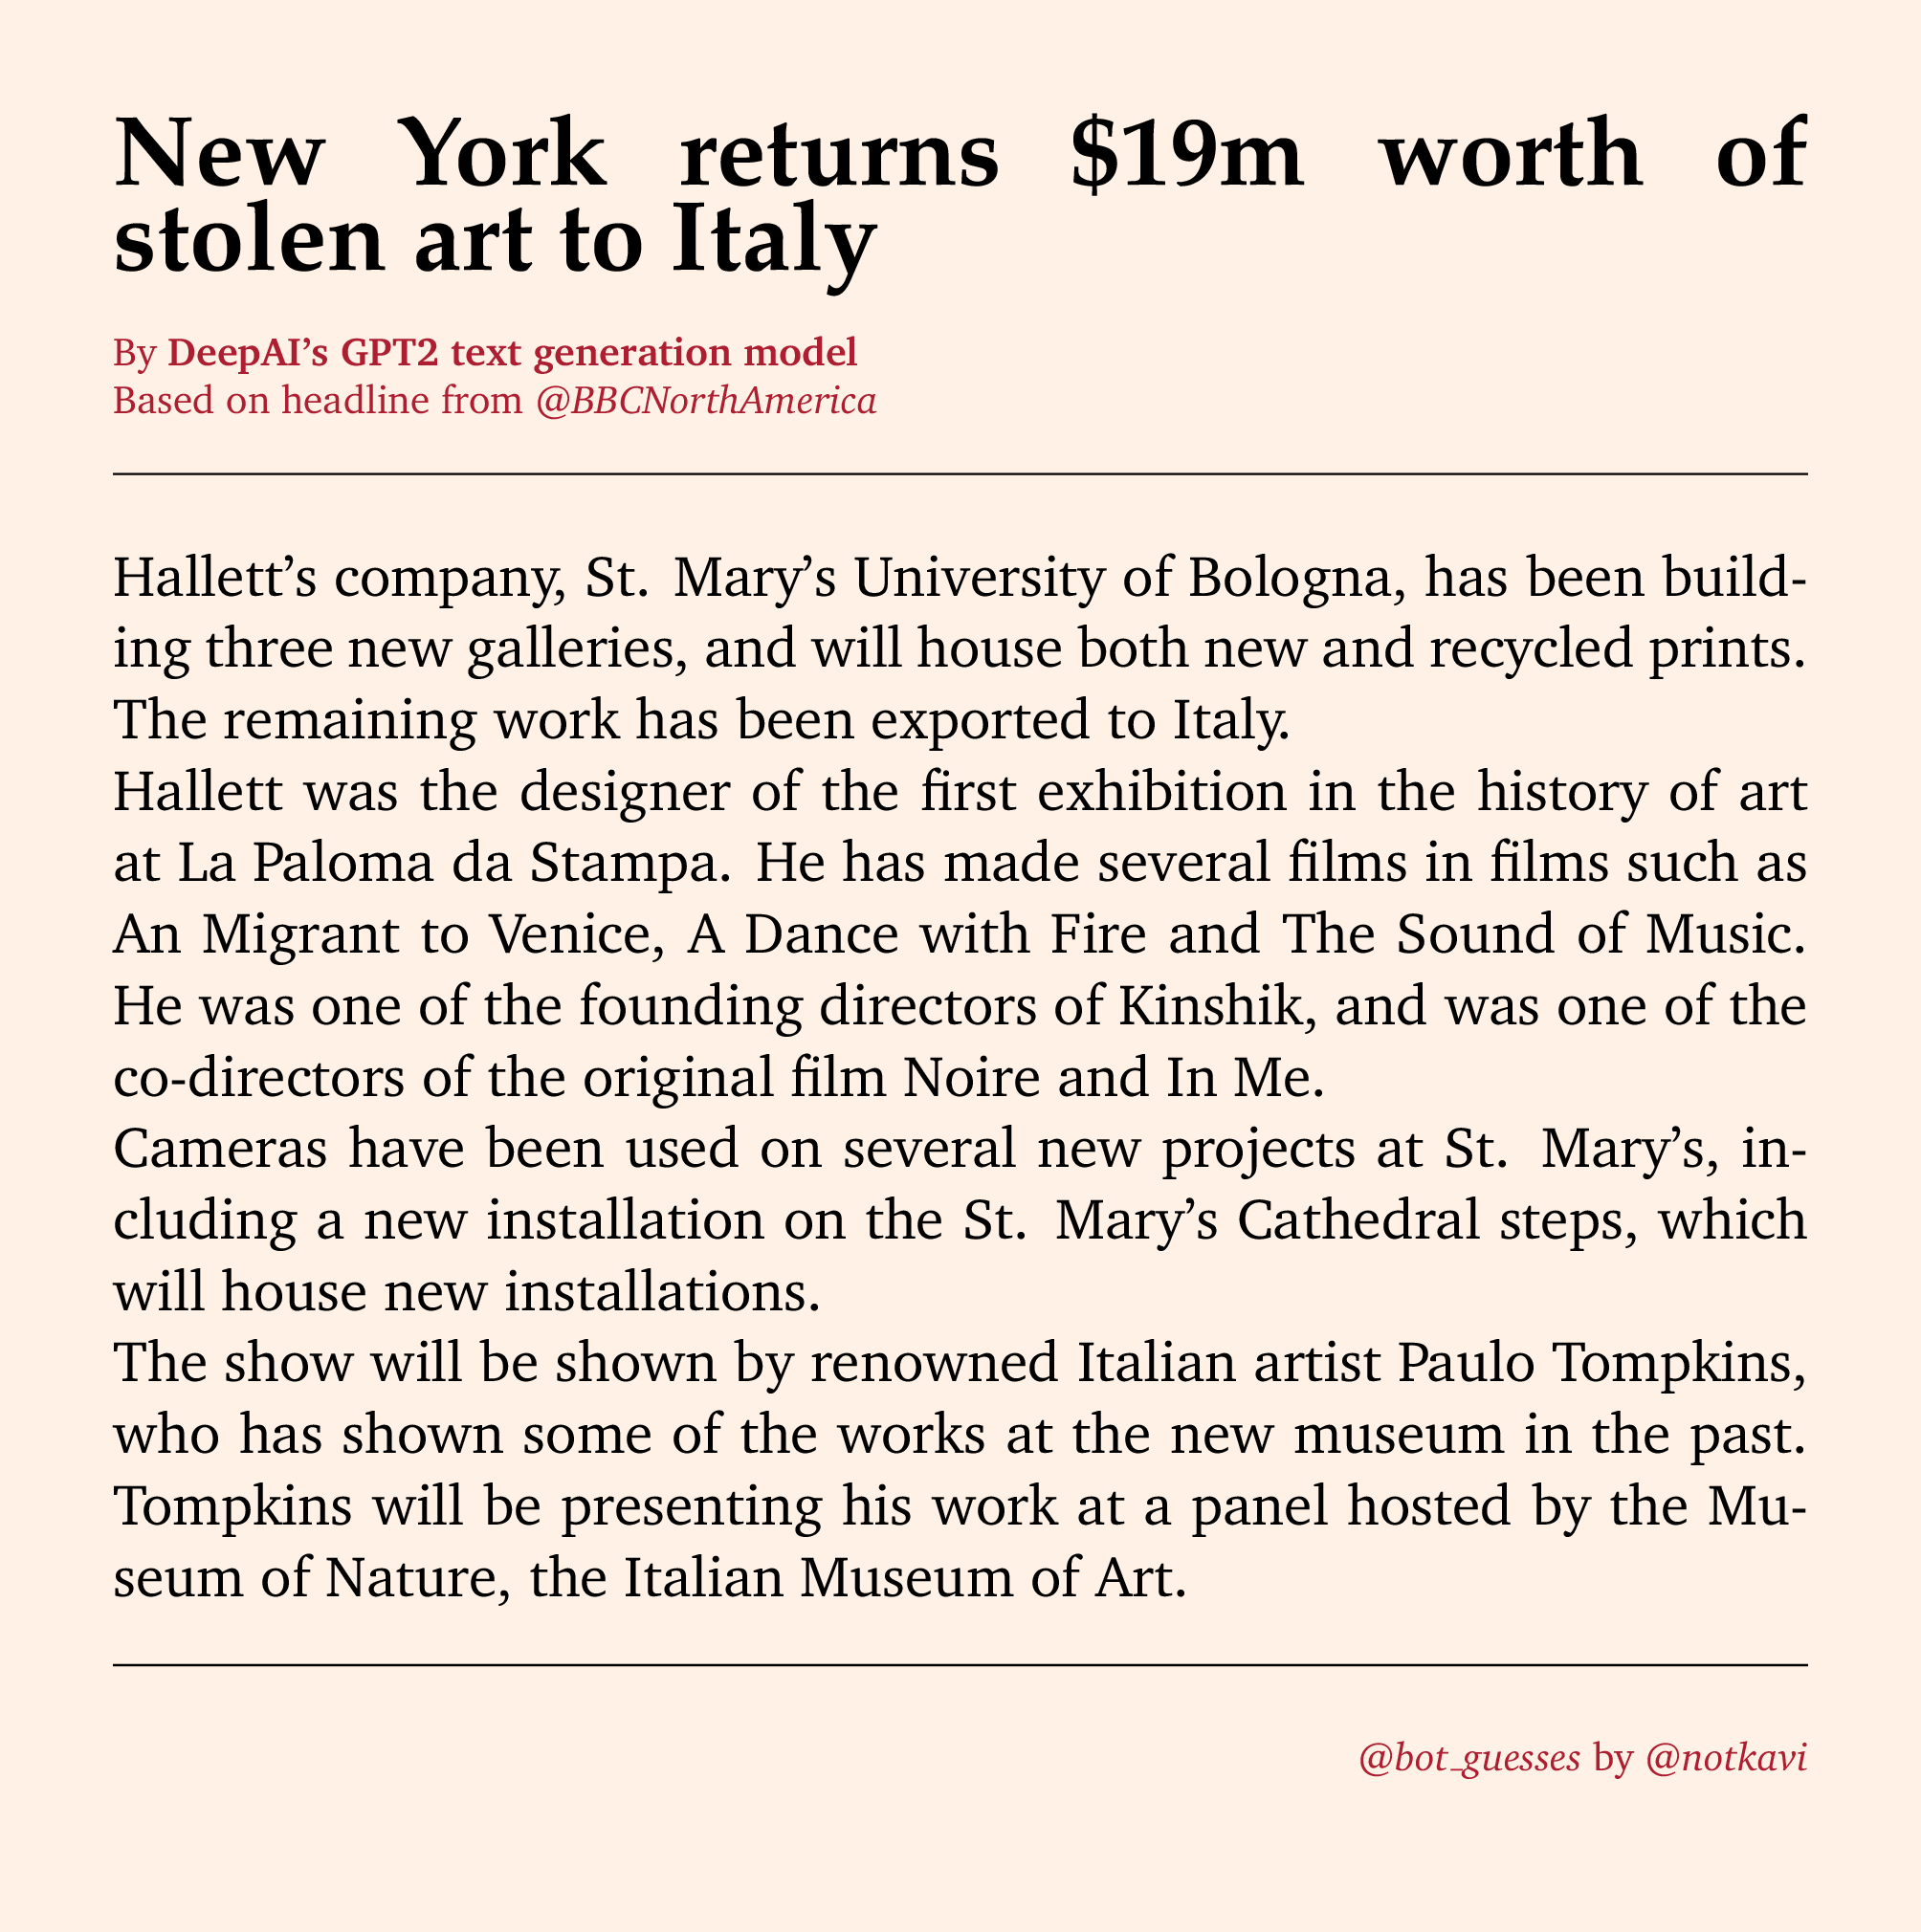 New York returns $19m worth of
stolen art to Italy
By DeepAI’s GPT2 text generation model
Based on headline from @BBCNorthAmerica
Hallett’s company, St. Mary’s University of Bologna, has been build-
ing three new galleries, and will house both new and recycled prints.
The remaining work has been exported to Italy.
Hallett was the designer of the first exhibition in the history of art
at La Paloma da Stampa. He has made several films in films such as
An Migrant to Venice, A Dance with Fire and The Sound of Music.
He was one of the founding directors of Kinshik, and was one of the
co-directors of the original film Noire and In Me.
Cameras have been used on several new projects at St. Mary’s, in-
cluding a new installation on the St. Mary’s Cathedral steps, which
will house new installations.
The show will be shown by renowned Italian artist Paulo Tompkins,
who has shown some of the works at the new museum in the past.
Tompkins will be presenting his work at a panel hosted by the Mu-
seum of Nature, the Italian Museum of Art.
@bot_guesses by @notkavi